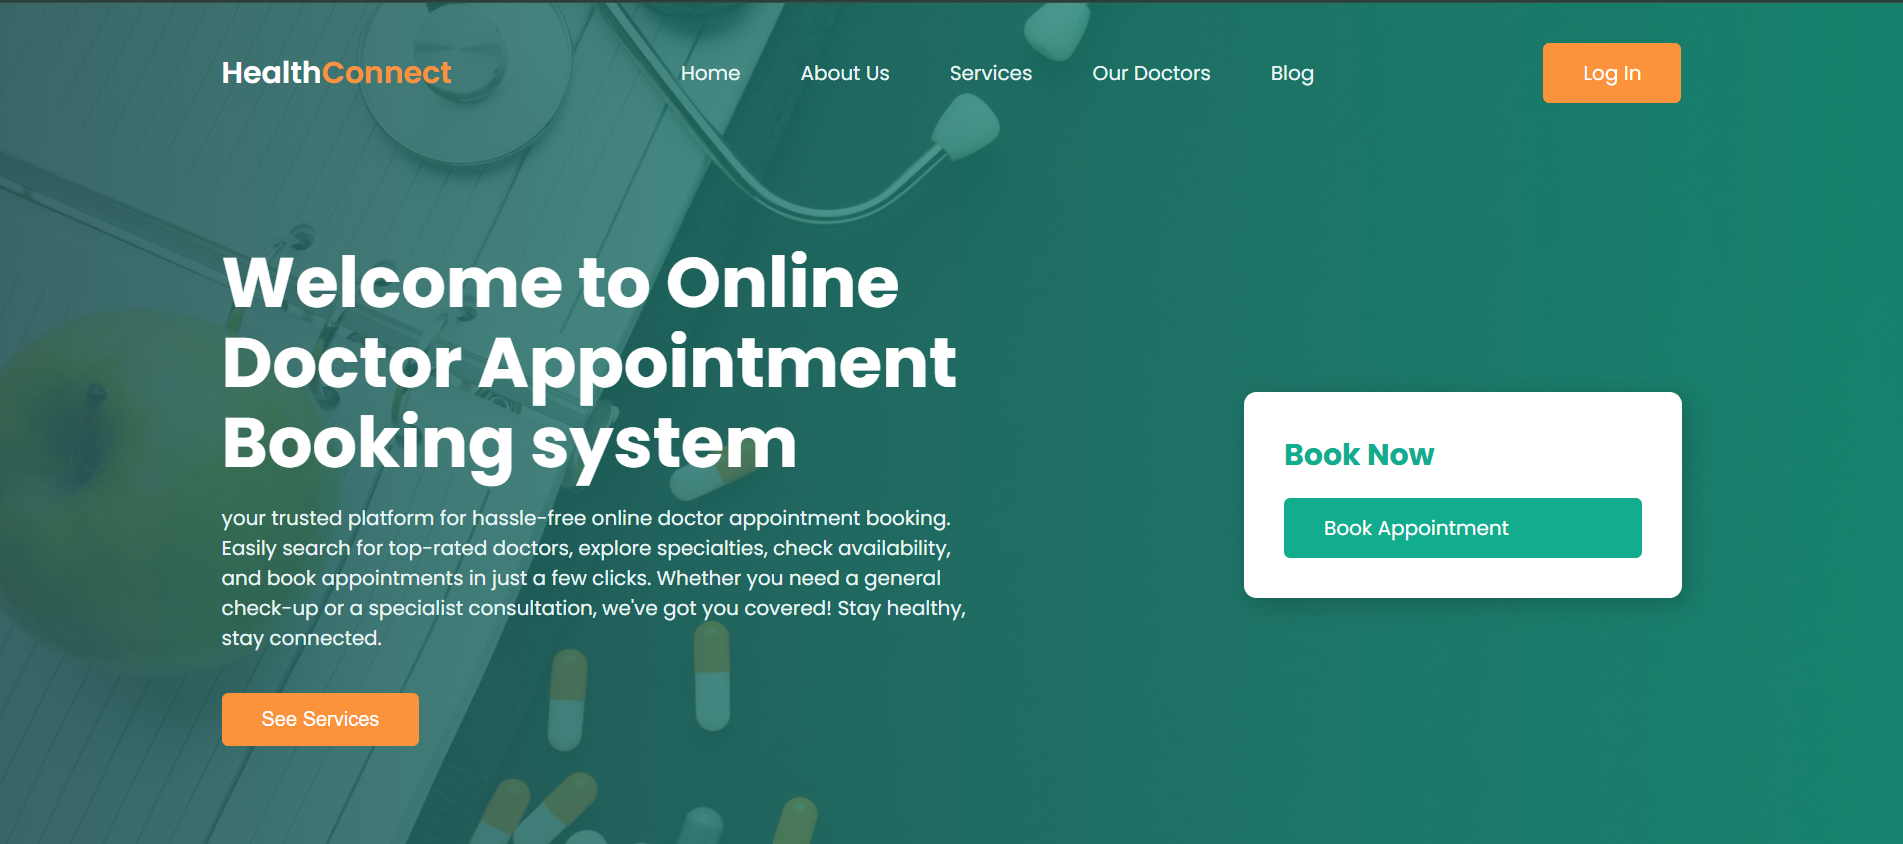 HealthConnect
Home
About Us
Services
Our Doctors
Blog
Log In
Welcome to Online
Doctor Appointment
Booking system
your trusted platform for hassle-free online doctor appointment booking.
Easily search for top-rated doctors, explore specialties, check availability,
and book appointments in just a few clicks. Whether you need a general
check-up or a specialist consultation, we've got you covered! Stay healthy,
stay connected.
See Services
Book Now
Book Appointment